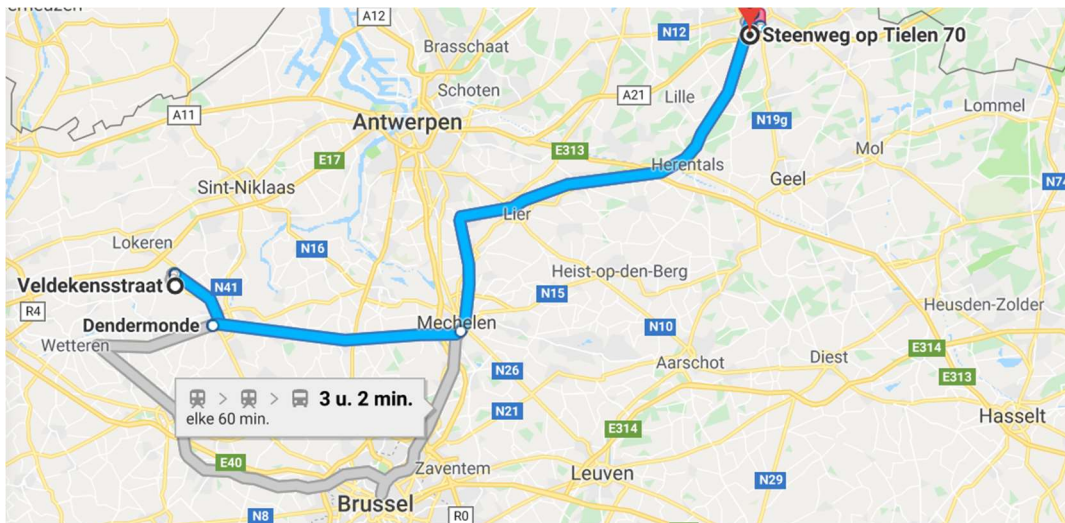 A12
N12
Steenweg op Tielen 70
Brasschaat
Schoten
A21
Lille
Lommel
A11
Antwerpen
N19g
E17
E313
Mol
Herentals
Sint-Niklaas
Geel
N74
Lier
Lokeren
N16
Heist-op-den-Berg
Veldekensstraat
N41
N15
Heusden-Zolder
R4
Dendermonde
Mechelen
N10
Wetteren
E314
Aarschot
Diest
N26
E313
3 u. 2 min.
elke 60 min.
N21
Hasselt
E314
E40
Zaventem
Leuven
N29
Brussel
N8
R0